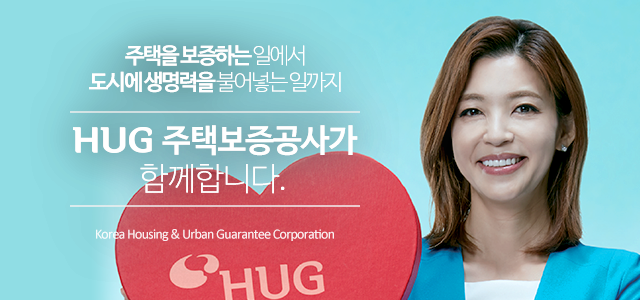 주택을 보증하는 일에서
도시에 생명력을 불어넣는 일까지
HUG 주택보증공사가
함께합니다.
Korea Housing & Urban Guarantee Corporation
HUG